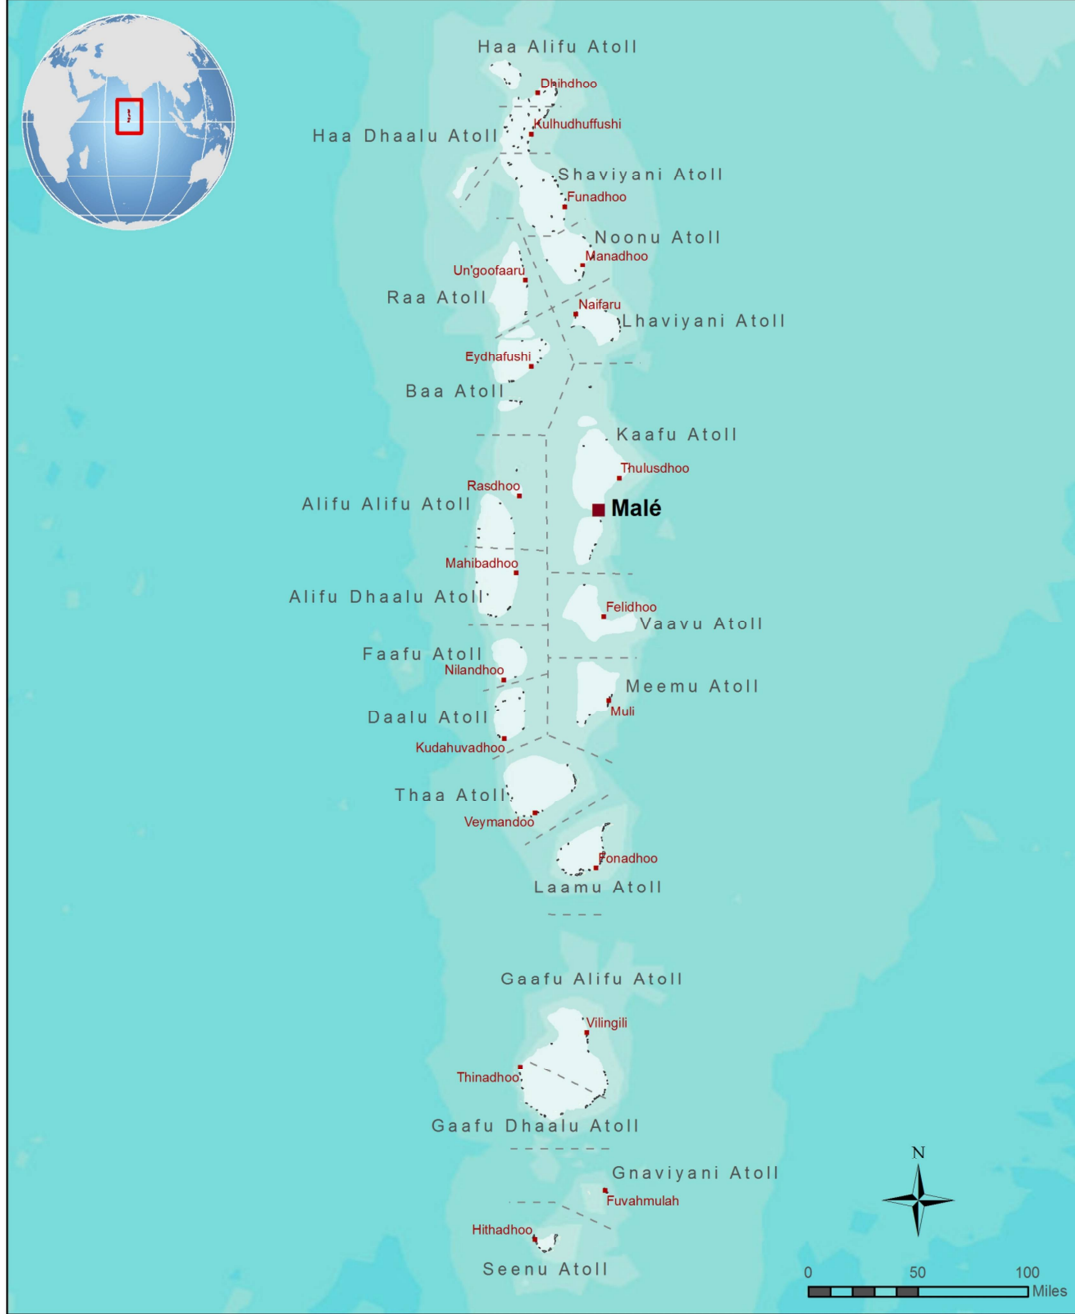 Haa Alifu Atoll
Dhihdhoo
Kulhudhuffushi
Haa Dhaalu Atoll
Shaviyani Atoll
Funadhoo
Noonu Atoll
Manadhoo
Un'goofaaru
Raa Atoll
Naifaru
Lhaviyani Atoll
Eydhafushi
Baa Atoll
Kaafu Atoll
Thulusdhoo
Rasdhoo
Alifu Alifu Atoll
Malé
Mahibadhoo
Alifu Dhaalu Atoll
Felidhoo
Vaavu Atoll
Faafu Atoll
Nilandhoo
Meemu Atoll
Muli
Daalu Atoll
Kudahuvadhoo
Thaa Atoll
Veymandoo
Fonadhoo
Laamu Atoll
Gaafu Alifu Atoll
Vilingili
Thinadhoo
Gaafu Dhaalu Atoll
N
Gnaviyani Atoll
Fuvahmulah
Hithadhoo
Seenu Atoll
0 50 100
Miles